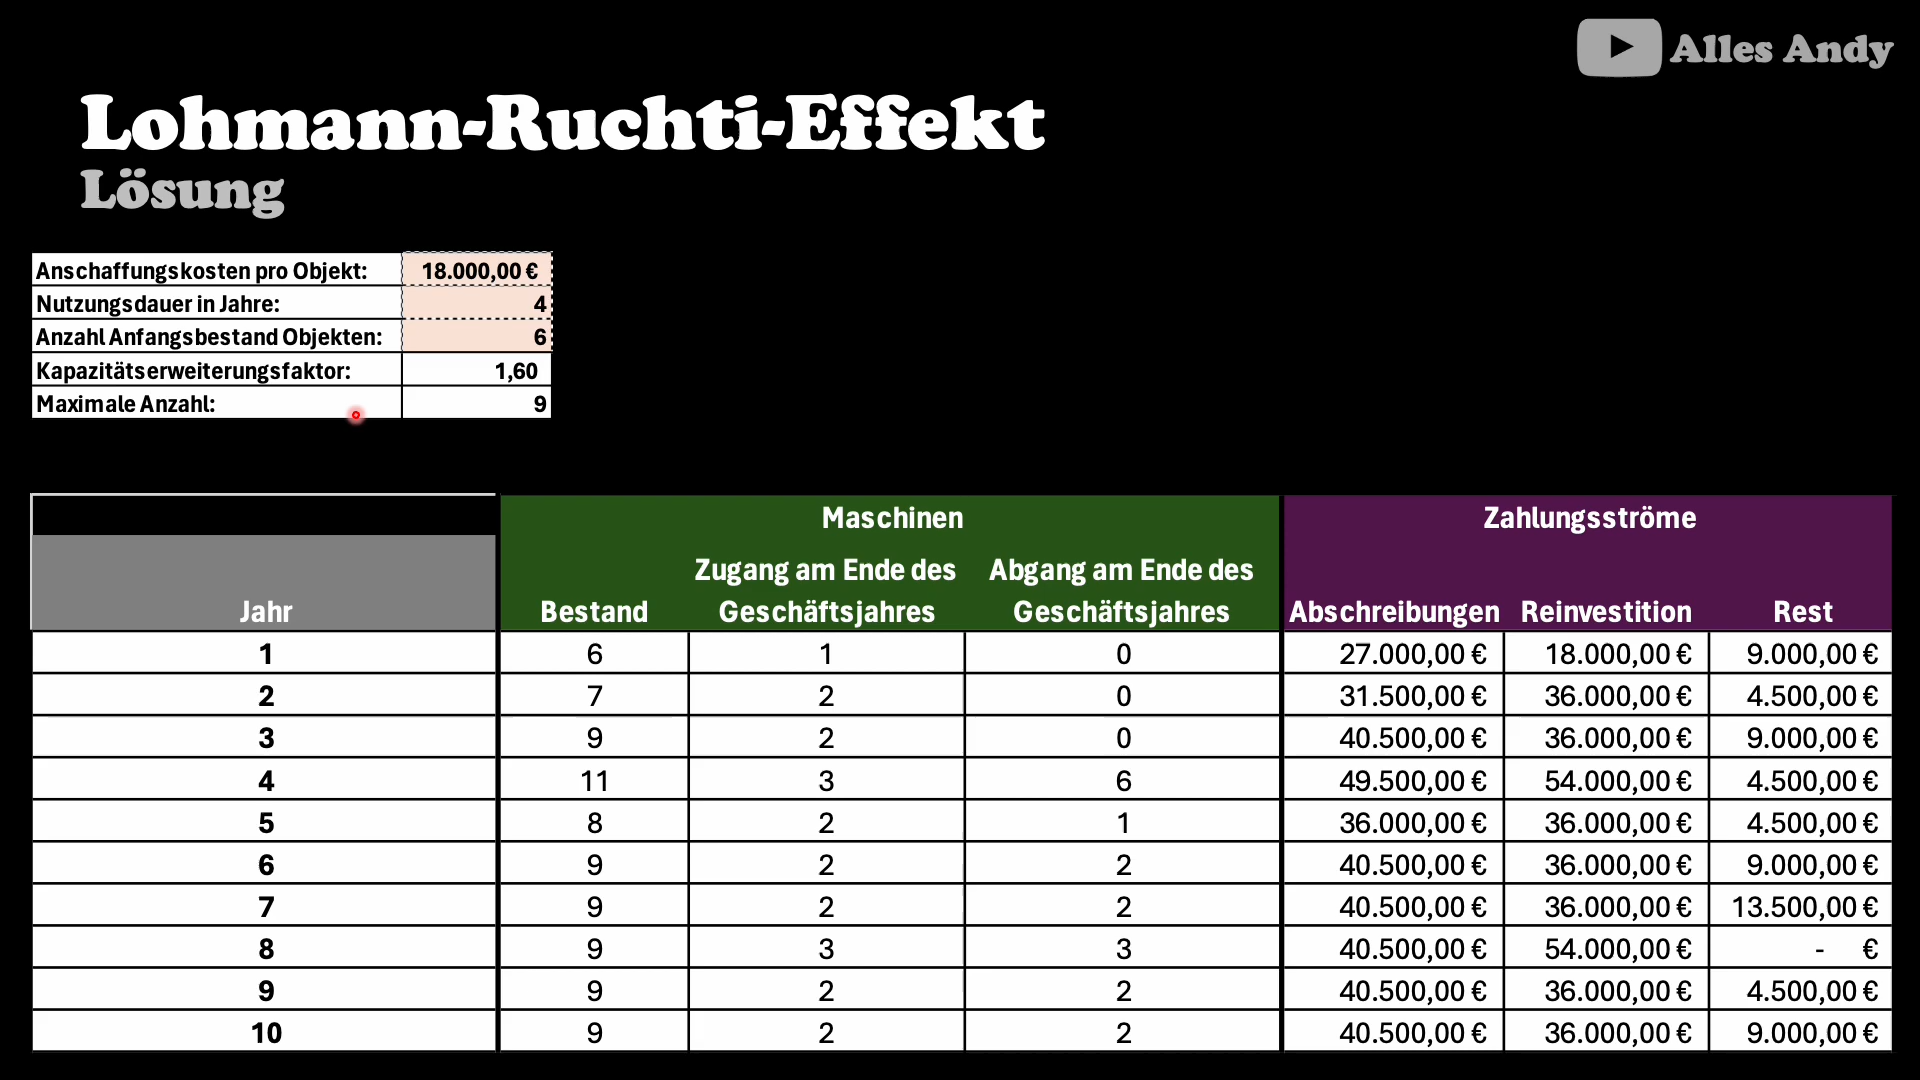 Alles Andy
Lohmann-Ruchti-Effekt
Lösung
Anschaffungskosten pro Objekt: 18.000,00 €
Nutzungsdauer in Jahre: 4
Anzahl Anfangsbestand Objekten: 6
Kapazitätserweiterungsfaktor: 1,60
Maximale Anzahl: 9
Maschinen Zahlungsströme
Zugang am Ende des Abgang am Ende des
Jahr Bestand Geschäftsjahres Geschäftsjahres Abschreibungen Reinvestition Rest
1 6 1 0 27.000,00 € 18.000,00 € 9.000,00 €
2 7 2 0 31.500,00 € 36.000,00 € 4.500,00 €
3 9 2 0 40.500,00 € 36.000,00 € 9.000,00 €
4 11 3 6 49.500,00 € 54.000,00 € 4.500,00 €
5 8 2 1 36.000,00 € 36.000,00 € 4.500,00 €
6 9 2 2 40.500,00 € 36.000,00 € 9.000,00 €
7 9 2 2 40.500,00 € 36.000,00 € 13.500,00 €
8 9 3 3 40.500,00 € 54.000,00 € - €
9 9 2 2 40.500,00 € 36.000,00 € 4.500,00 €
10 9 2 2 40.500,00 € 36.000,00 € 9.000,00 €